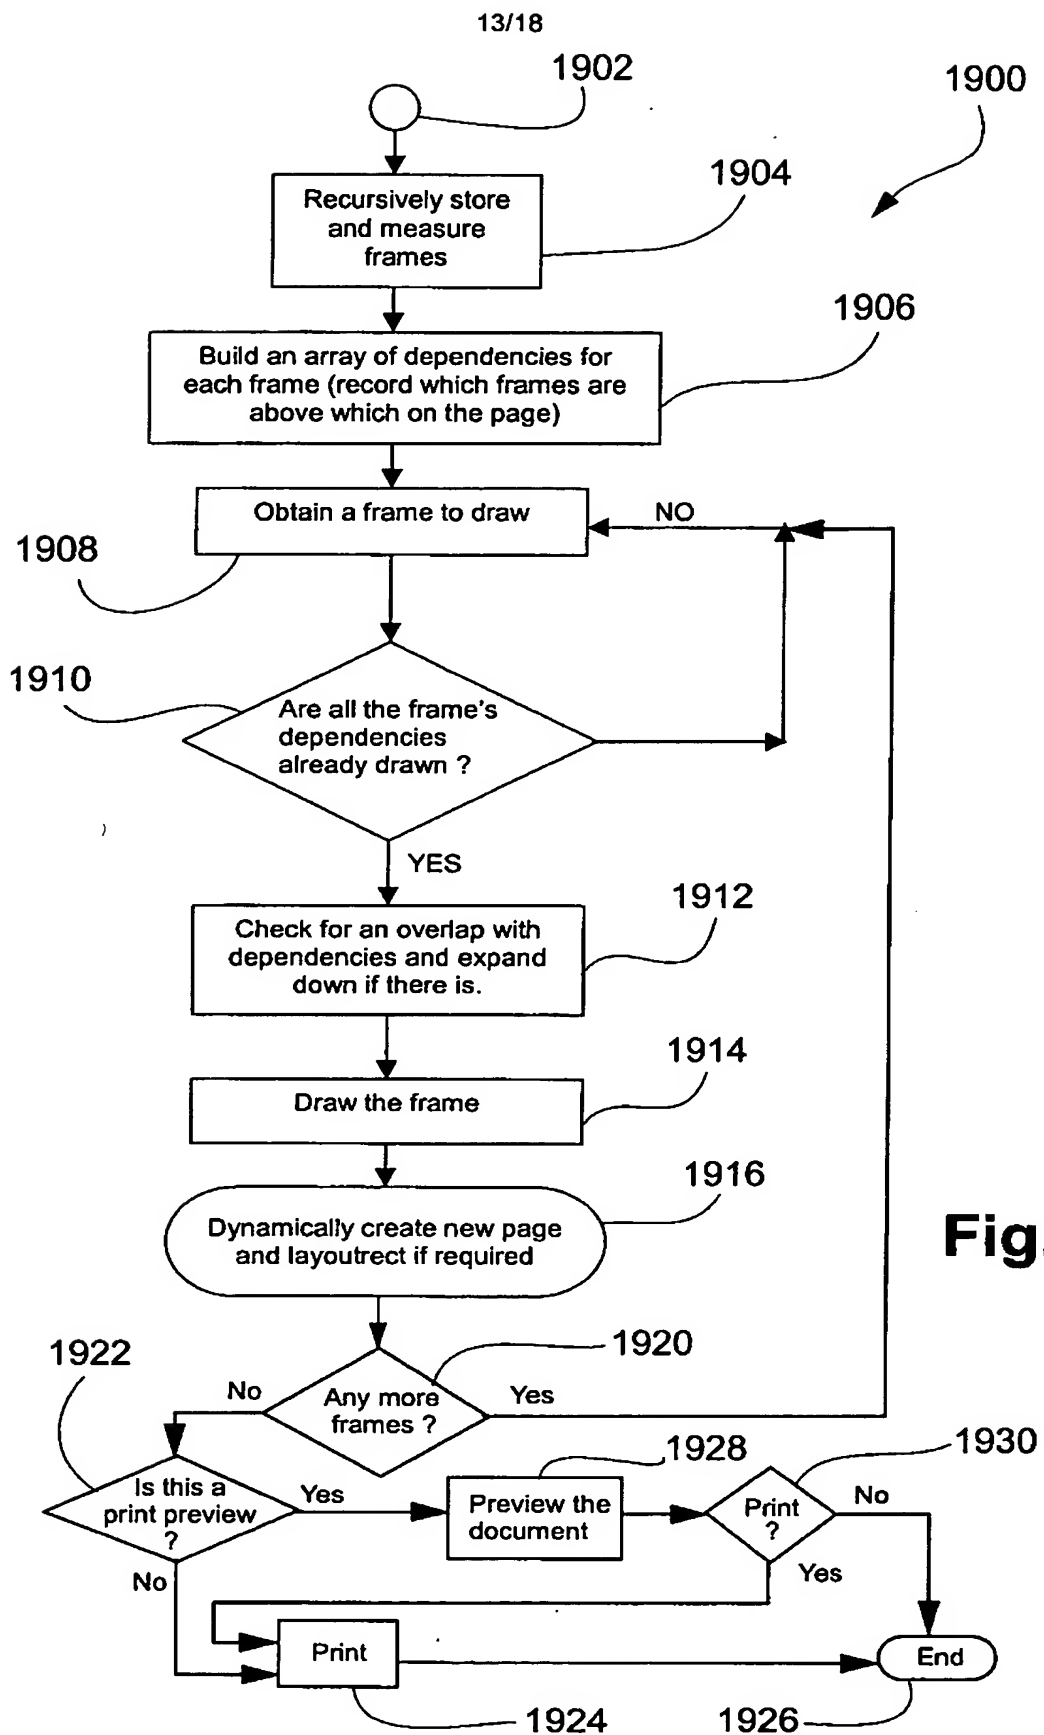 13/18
1902
1900
1904
Recursively store
and measure
frames
1906
Build an array of dependencies for
each frame (record which frames are
above which on the page)
Obtain a frame to draw
NO
1908
1910
Are all the frame's
dependencies
already drawn ?
YES
1912
Check for an overlap with
dependencies and expand
down if there is.
1914
Draw the frame
1916
Dynamically create new page
and layoutrect if required
Fig.
1920
1922
No
Any more
frames ?
Yes
1928
1930
Is this a
print preview
?
Yes
Preview the
document
Print
?
No
No
Yes
Print
End
1924
1926